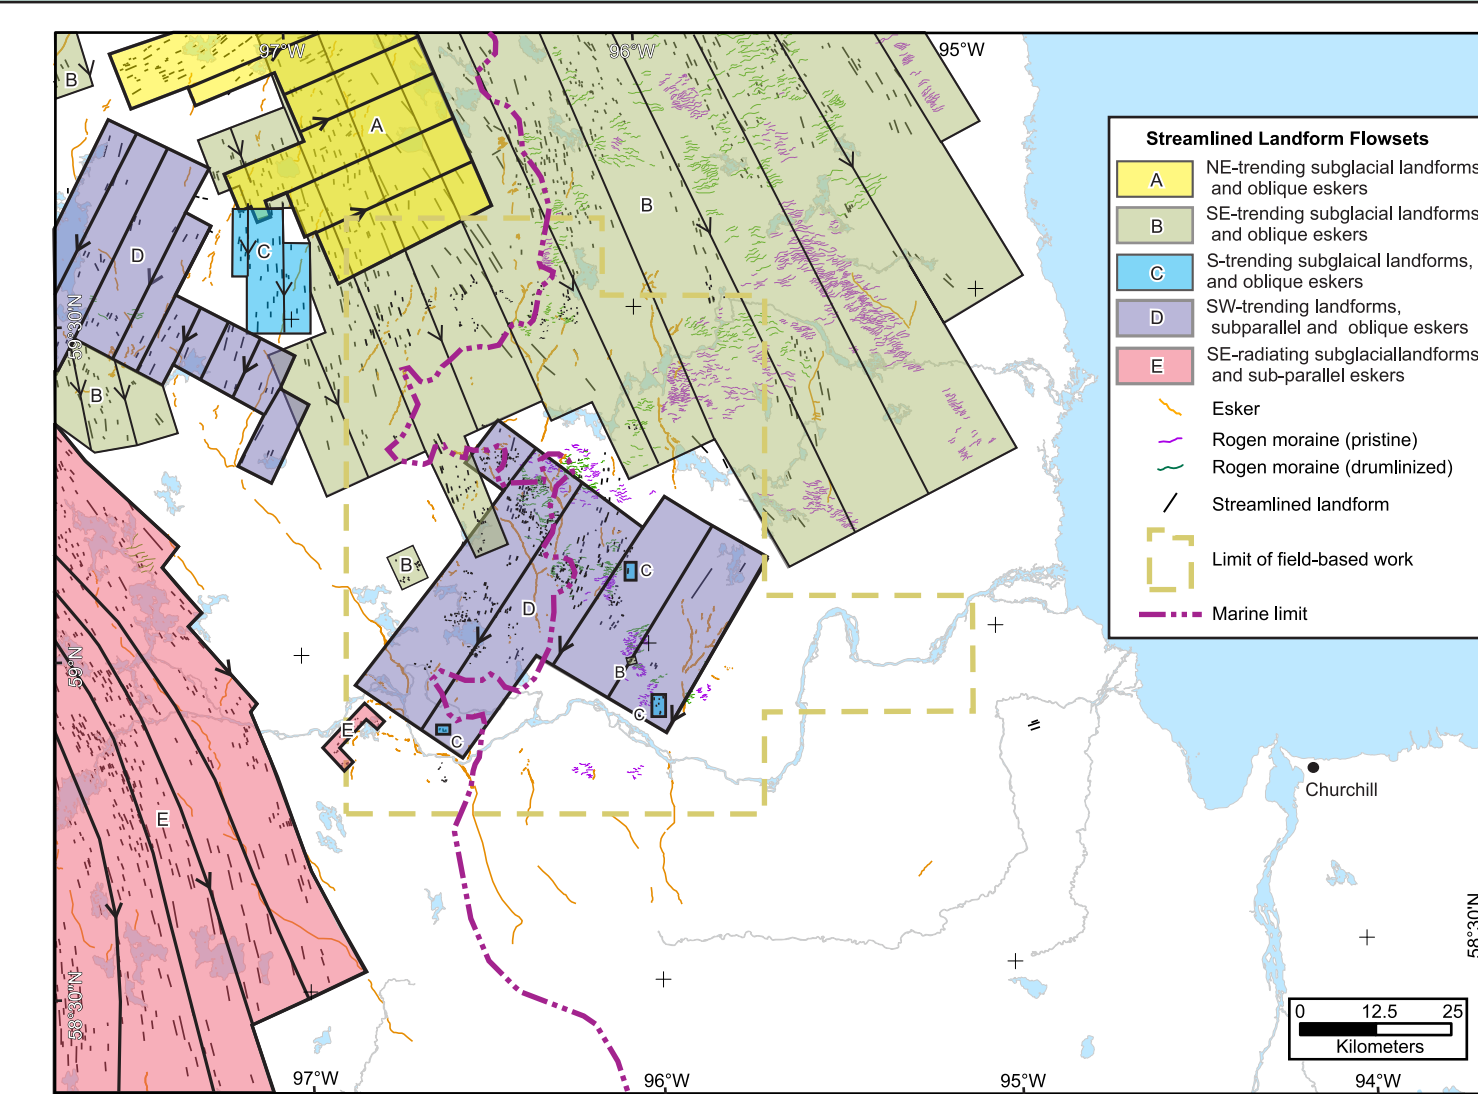 97°W
96°W
95°W
B
A
B
D
C
B
59°30'N
Streamlined Landform Flowsets
A
NE-trending subglacial landforms
and oblique eskers
B
SE-trending subglacial landforms
and oblique eskers
C
S-trending subglaical landforms,
and oblique eskers
D
SW-trending landforms,
subparallel and oblique eskers
E
SE-radiating subglaciallandforms
and sub-parallel eskers
Esker
Rogen moraine (pristine)
Rogen moraine (drumlinized)
Streamlined landform
Limit of field-based work
Marine limit
B
C
D
B
C
E
C
59°N
E
Churchill
58°30'N
58°30'N
0 12.5 25
Kilometers
97°W
96°W
95°W
94°W